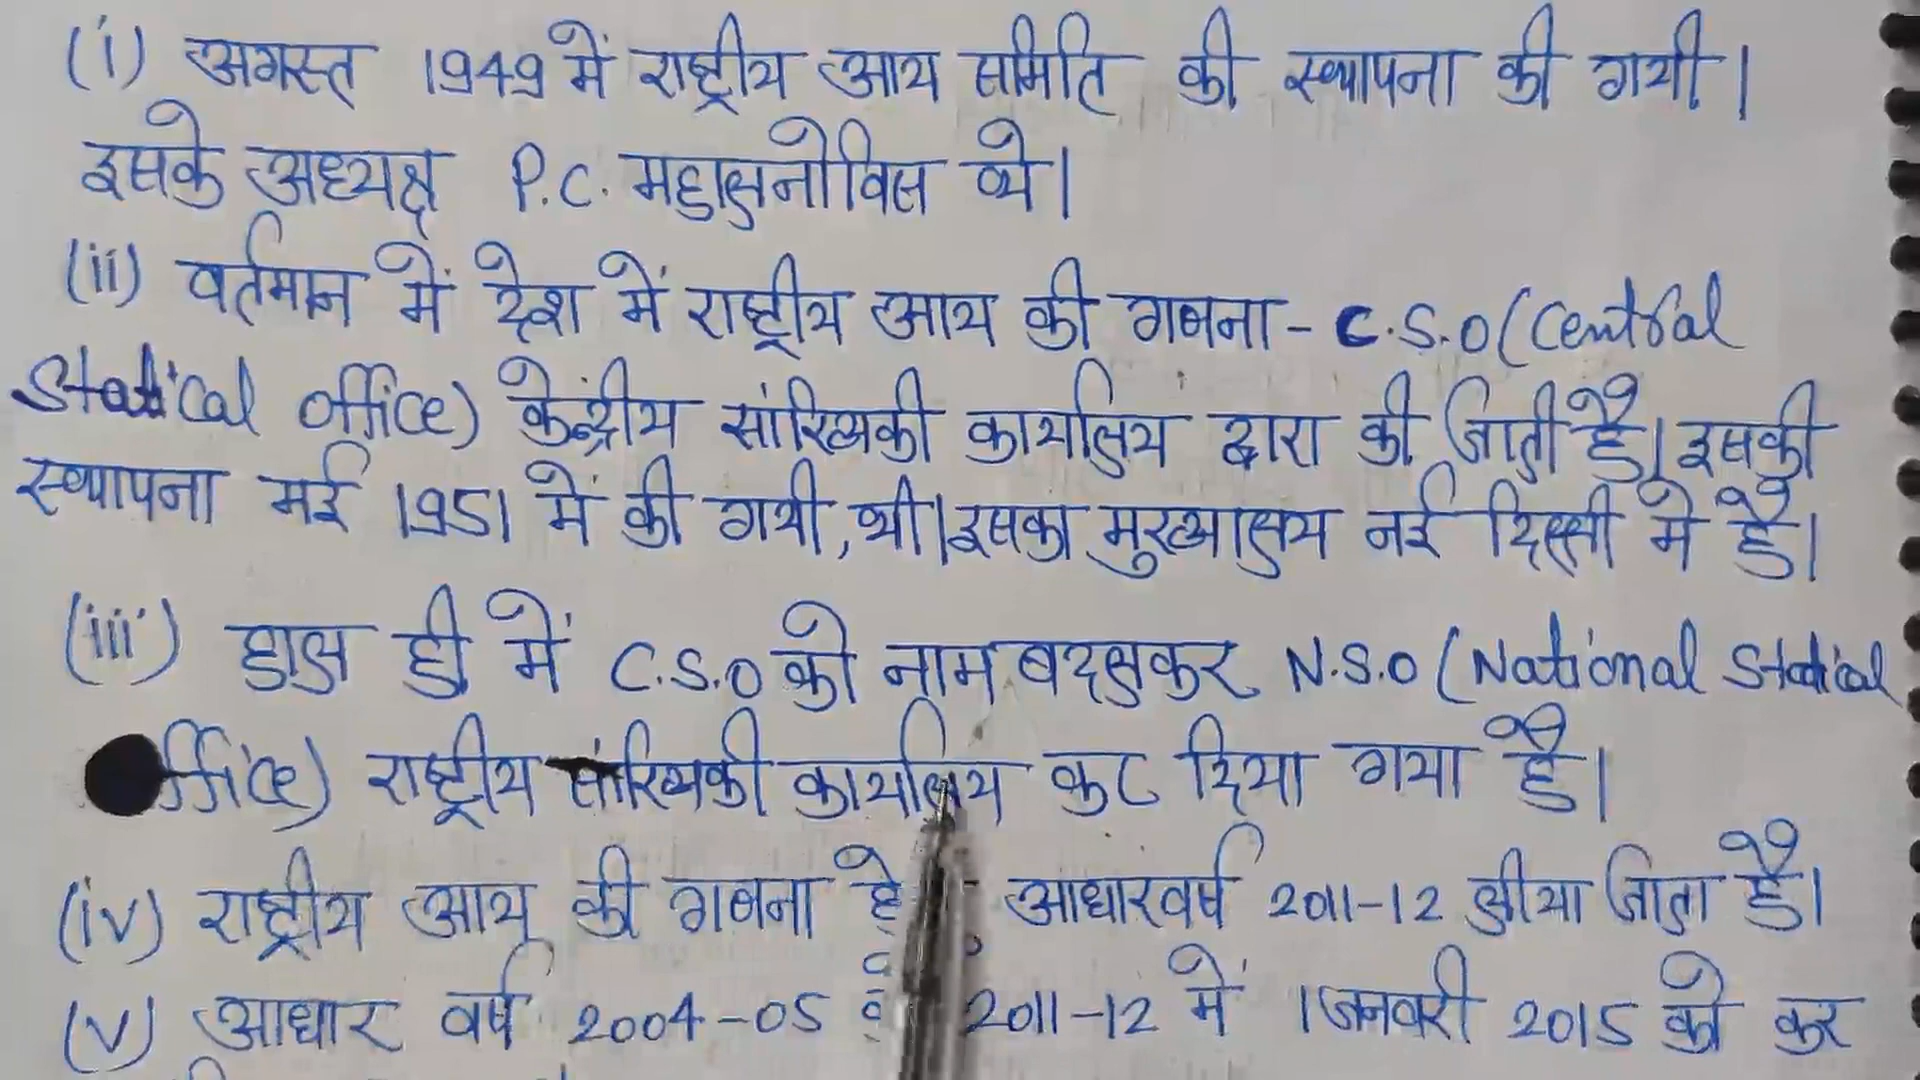 (i) अगस्त 1949 में राष्ट्रीय आय समिति की स्थापना की गयी।
इसके अध्यक्ष P.C. महालनोविस थे।
(ii) वर्तमान में देश में राष्ट्रीय आय की गणना - C.S.O (Central
Statical office) केन्द्रीय सांख्यिकी कार्यालय द्वारा की जाती है। इसकी
स्थापना मई 1951 में की गयी, थी। इसका मुख्यालय नई दिल्ली मे है।
(iii) हाल ही में C.S.O को नाम बदलकर N.S.O (National Statical
ffice) राष्ट्रीय सांख्यिकी कार्यालय कर दिया गया है।
(iv) राष्ट्रीय आय की गणना हे आधारवर्ष 2011-12 लीया जाता है।
(v) आधार वर्ष 2004-05 2011-12 में 1 जनवरी 2015 को कर